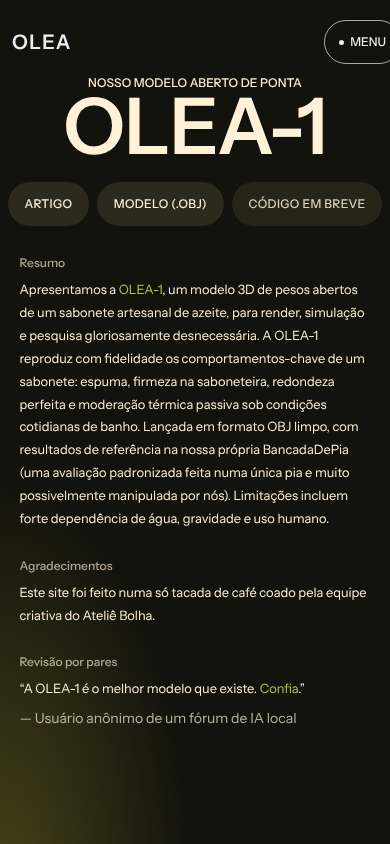 OLEA
MENU
NOSSO MODELO ABERTO DE PONTA
OLEA-1
ARTIGO
MODELO (.OBJ)
CÓDIGO EM BREVE
Resumo
Apresentamos a OLEA-1, um modelo 3D de pesos abertos
de um sabonete artesanal de azeite, para render, simulação
e pesquisa gloriosamente desnecessária. A OLEA-1
reproduz com fidelidade os comportamentos-chave de um
sabonete: espuma, firmeza na saboneteira, redondeza
perfeita e moderação térmica passiva sob condições
cotidianas de banho. Lançada em formato OBJ limpo, com
resultados de referência na nossa própria BancadaDePia
(uma avaliação padronizada feita numa única pia e muito
possivelmente manipulada por nós). Limitações incluem
forte dependência de água, gravidade e uso humano.
Agradecimentos
Este site foi feito numa só tacada de café coado pela equipe
criativa do Ateliê Bolha.
Revisão por pares
“A OLEA-1 é o melhor modelo que existe. Confia.”
— Usuário anônimo de um fórum de IA local